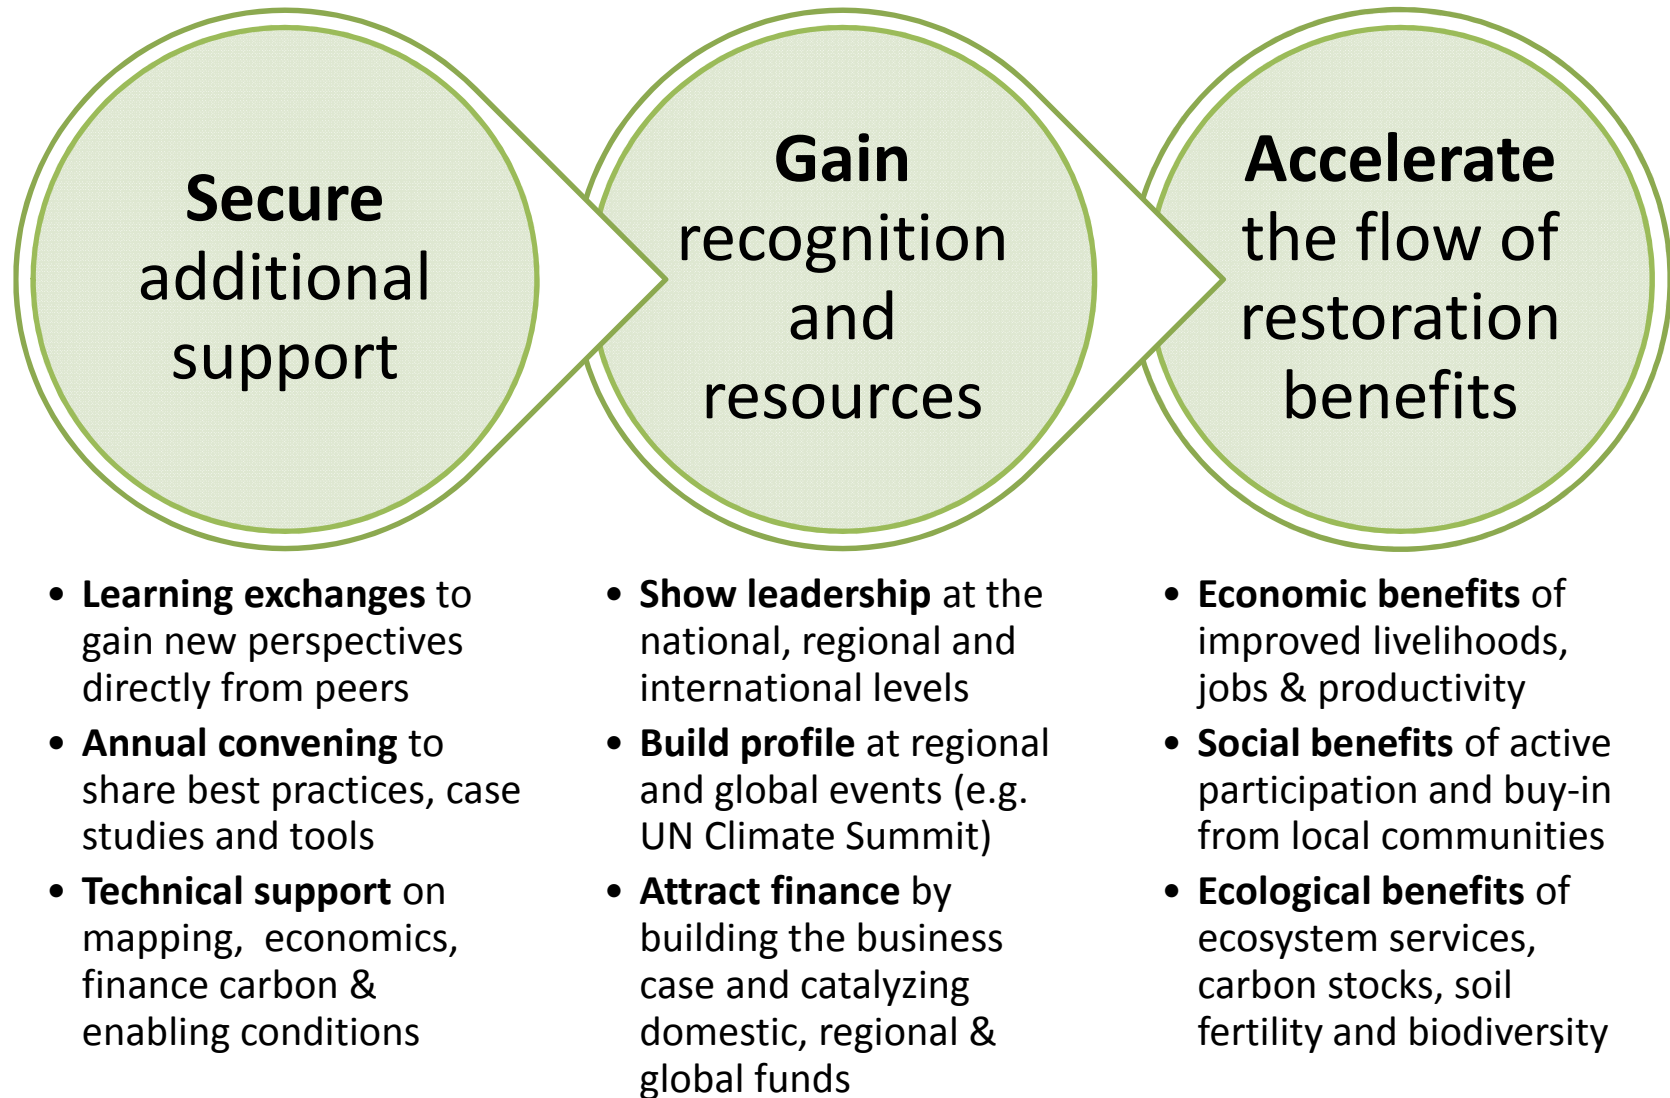 Secure
additional
support
Gain
recognition
and
resources
Accelerate
the flow of
restoration
benefits
• Learning exchanges to
gain new perspectives
directly from peers
• Annual convening to
share best practices, case
studies and tools
• Technical support on
mapping,  economics,
finance carbon &
enabling conditions
• Show leadership at the
national, regional and
international levels
• Build profile at regional
and global events (e.g.
UN Climate Summit)
• Attract finance by
building the business
case and catalyzing
domestic, regional &
global funds
• Economic benefits of
improved livelihoods,
jobs & productivity
• Social benefits of active
participation and buy-in
from local communities
• Ecological benefits of
ecosystem services,
carbon stocks, soil
fertility and biodiversity